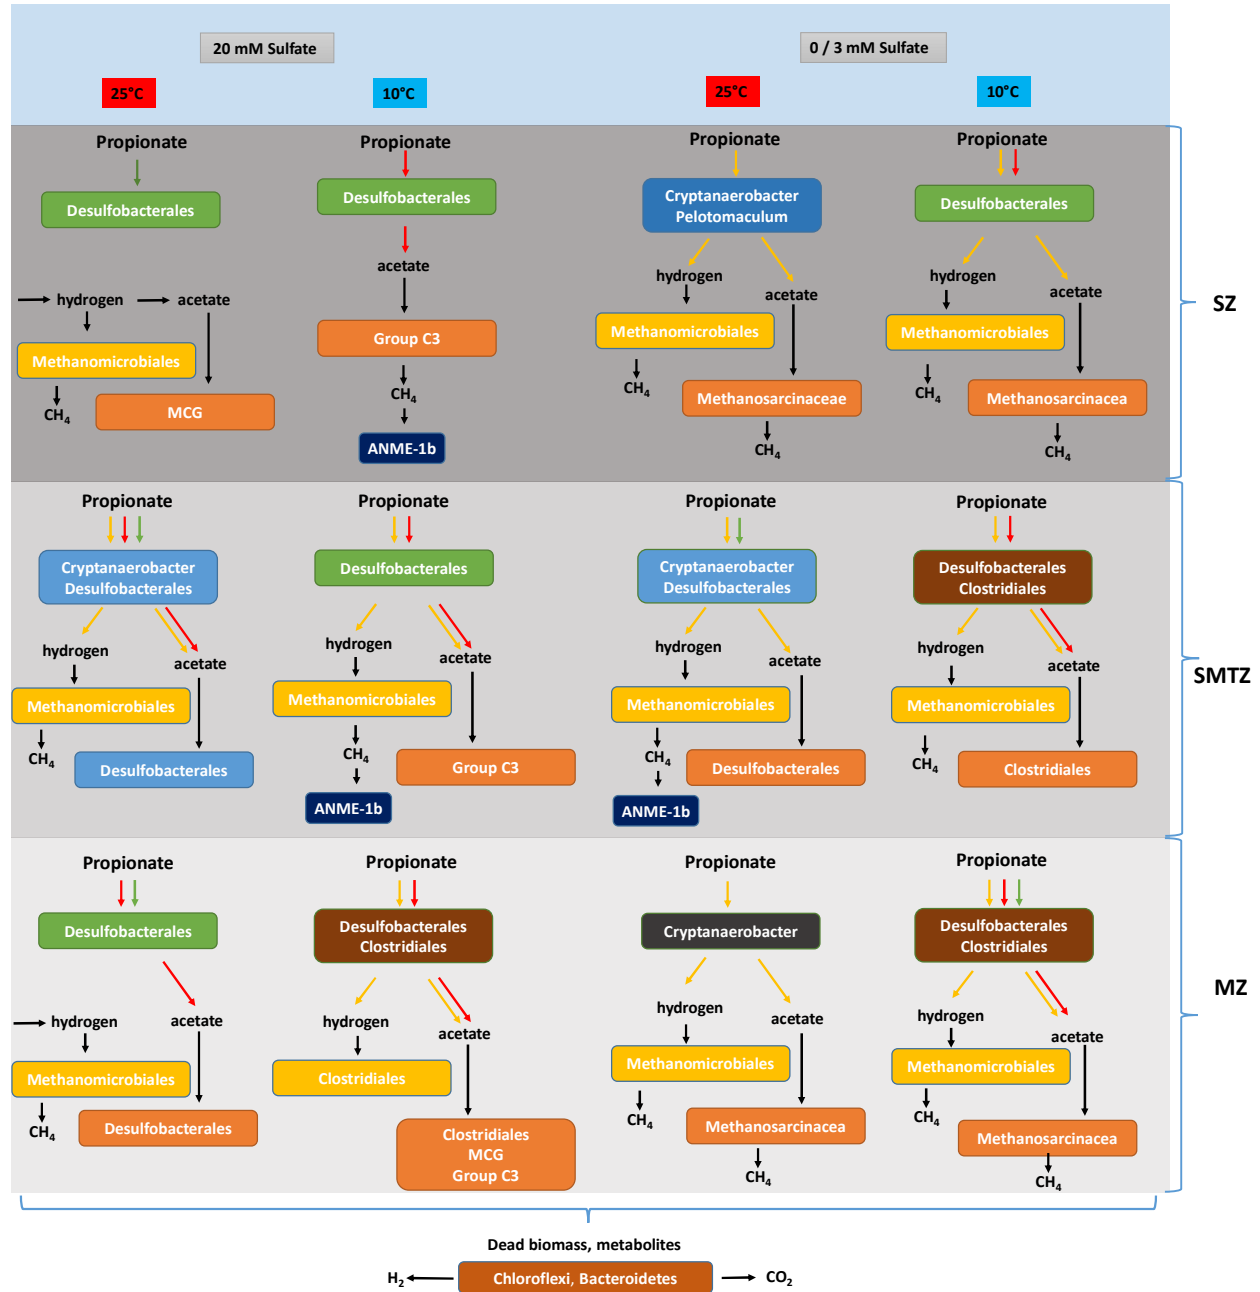 20 mM Sulfate
0 / 3 mM Sulfate
25°C
10°C
25°C
10°C
Propionate
Desulfobacterales
hydrogen
acetate
Methanomicrobiales
CH₄
MCG
Propionate
Desulfobacterales
acetate
Group C3
CH₄
ANME-1b
Propionate
Cryptanaerobacter
Pelotomaculum
hydrogen
acetate
Methanomicrobiales
CH₄
Methanosarcinaceae
CH₄
Propionate
Desulfobacterales
hydrogen
acetate
Methanomicrobiales
CH₄
Methanosarcinacea
CH₄
SZ
Propionate
Cryptanaerobacter
Desulfobacterales
hydrogen
acetate
Methanomicrobiales
CH₄
Desulfobacterales
Propionate
Desulfobacterales
hydrogen
acetate
Methanomicrobiales
CH₄
Group C3
ANME-1b
Propionate
Cryptanaerobacter
Desulfobacterales
hydrogen
acetate
Methanomicrobiales
CH₄
Desulfobacterales
ANME-1b
Propionate
Desulfobacterales
Clostridiales
hydrogen
acetate
Methanomicrobiales
CH₄
Clostridiales
SMTZ
Propionate
Desulfobacterales
hydrogen
acetate
Methanomicrobiales
CH₄
Desulfobacterales
Propionate
Desulfobacterales
Clostridiales
hydrogen
acetate
Clostridiales
Clostridiales
MCG
Group C3
Propionate
Cryptanaerobacter
hydrogen
acetate
Methanomicrobiales
CH₄
Methanosarcinacea
CH₄
Propionate
Desulfobacterales
Clostridiales
hydrogen
acetate
Methanomicrobiales
CH₄
Methanosarcinacea
CH₄
MZ
Dead biomass, metabolites
H₂
Chloroflexi, Bacteroidetes
CO₂